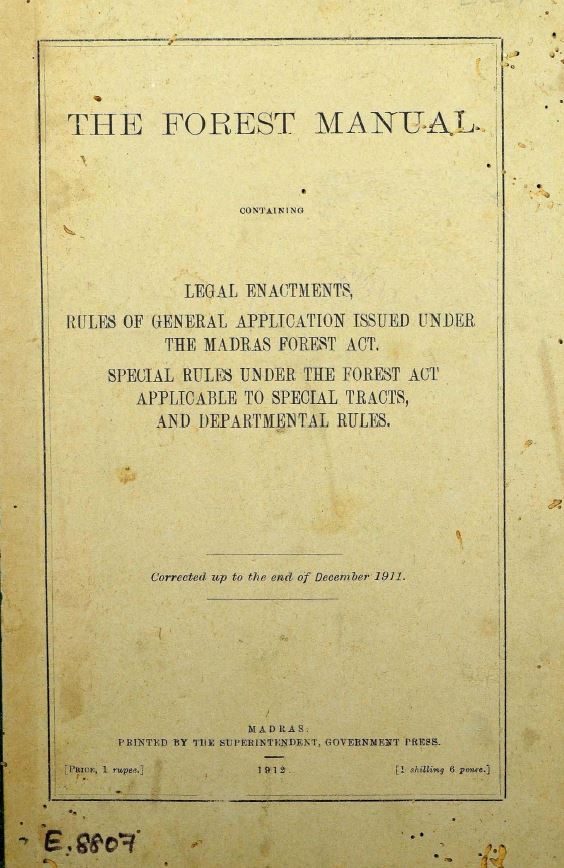 THE FOREST MANUAL.
CONTAINING
LEGAL ENACTMENTS,
RULES OF GENERAL APPLICATION ISSUED UNDER
THE MADRAS FOREST ACT.
SPECIAL RULES UNDER THE FOREST ACT
APPLICABLE TO SPECIAL TRACTS,
AND DEPARTMENTAL RULES.
Corrected up to the end of December 1911.
MADRAS:
PRINTED BY THE SUPERINTENDENT, GOVERNMENT PRESS.
[PRICE, 1 rupee.] 1912. [1 shilling 6 pence.]
E.8807